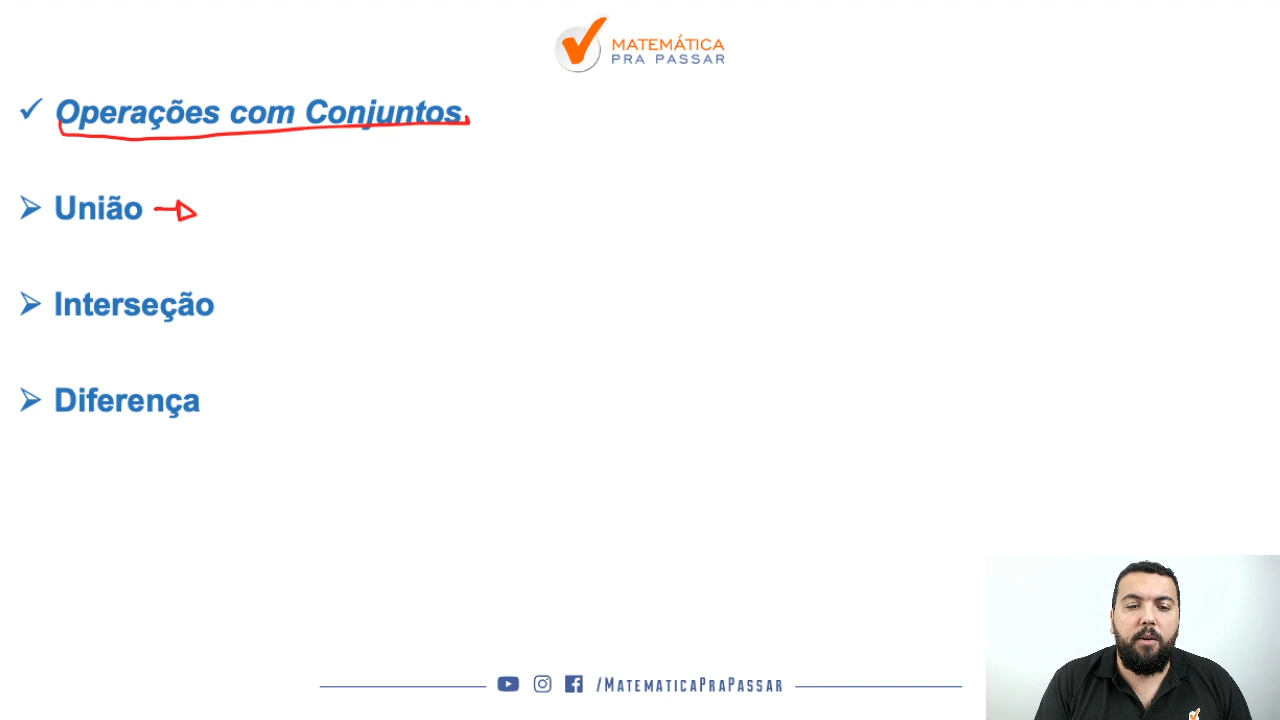 MATEMÁTICA
PRA PASSAR
Operações com Conjuntos.
União
Interseção
Diferença
/MATEMATICAPRAPASSAR